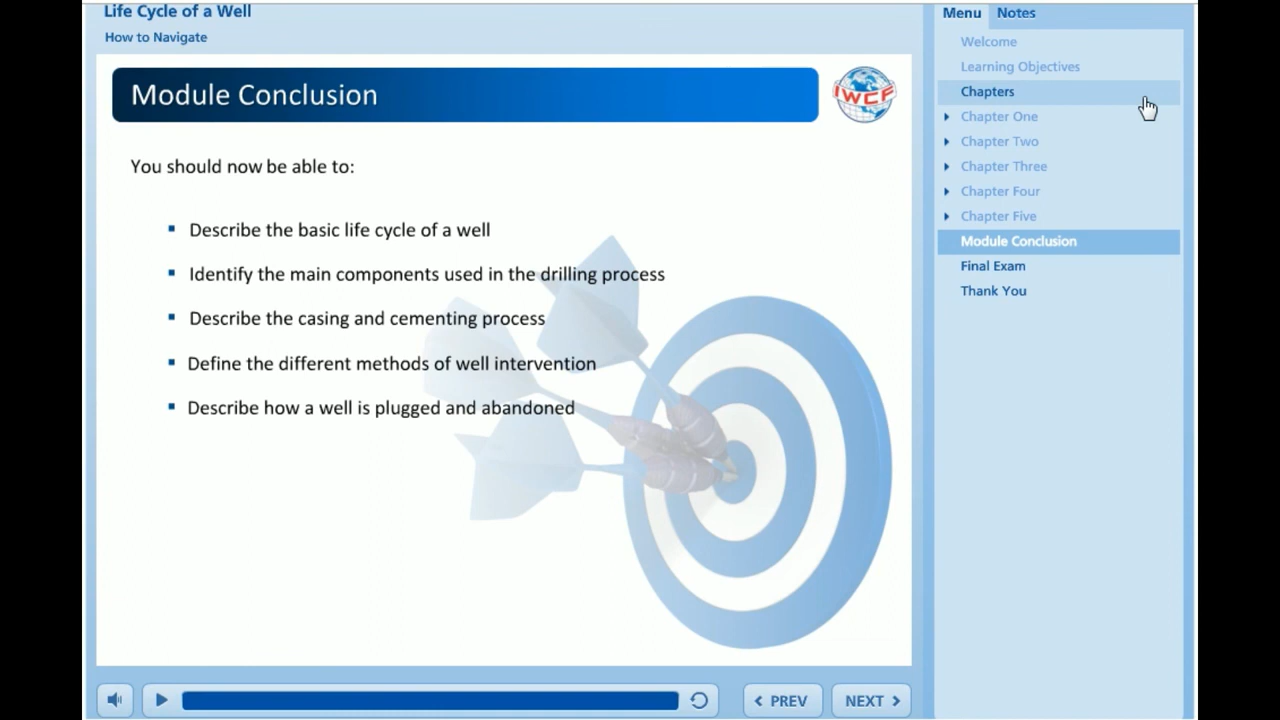 Life Cycle of a Well
How to Navigate
Module Conclusion
IWCF
You should now be able to:
Describe the basic life cycle of a well
Identify the main components used in the drilling process
Describe the casing and cementing process
Define the different methods of well intervention
Describe how a well is plugged and abandoned
PREV
NEXT
Menu
Notes
Welcome
Learning Objectives
Chapters
Chapter One
Chapter Two
Chapter Three
Chapter Four
Chapter Five
Module Conclusion
Final Exam
Thank You